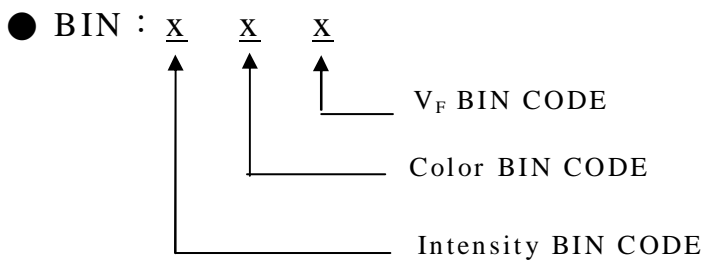 ● BIN : x x x
V_F BIN CODE
Color BIN CODE
Intensity BIN CODE